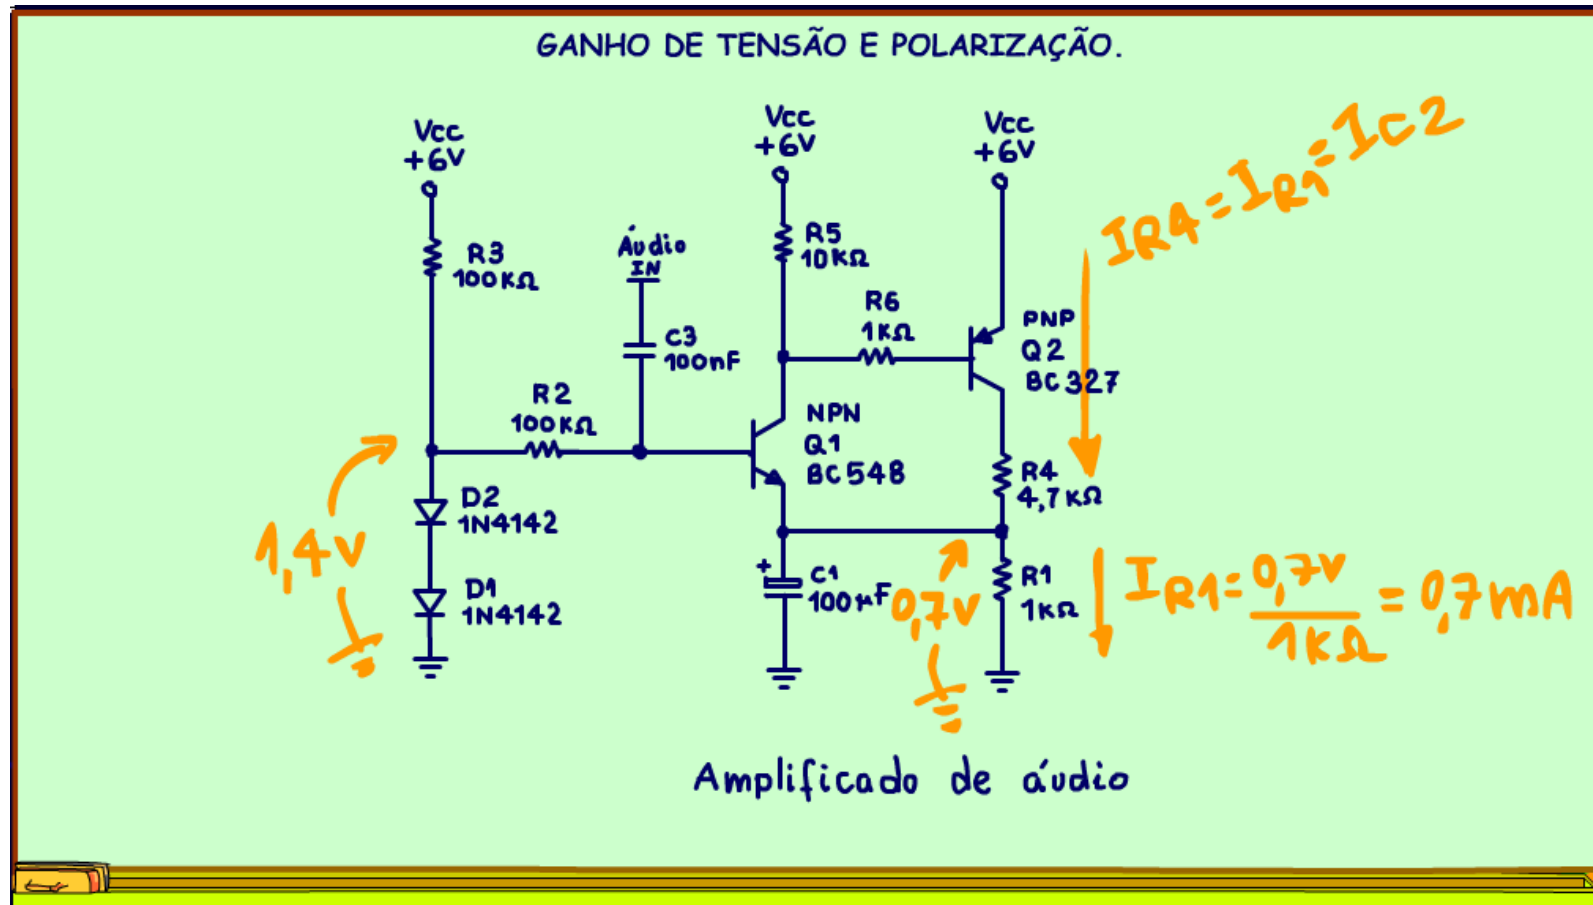 GANHO DE TENSÃO E POLARIZAÇÃO.
Vcc
+6V
Vcc
+6V
Vcc
+6V
IR4=IR1=IC2
R3
100KΩ
Áudio
IN
R5
10KΩ
C3
100nF
R6
1KΩ
PNP
Q2
BC327
R2
100KΩ
NPN
Q1
BC548
R4
4,7KΩ
1,4V
D2
1N4142
D1
1N4142
+
C1
100µF
0,7V
R1
1KΩ
IR1=0,7V
1KΩ
=0,7mA
Amplificado de áudio